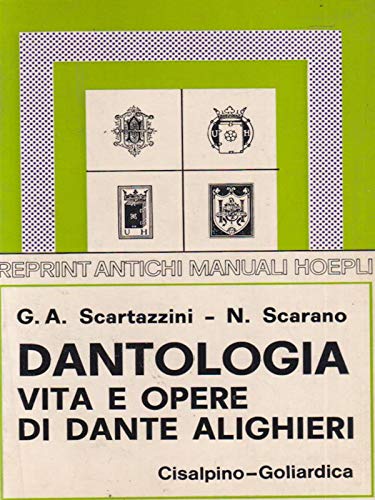 U H
U H
REPRINT ANTICHI MANUALI HOEPLI
G. A. Scartazzini - N. Scarano
DANTOLOGIA
VITA E OPERE
DI DANTE ALIGHIERI
Cisalpino-Goliardica